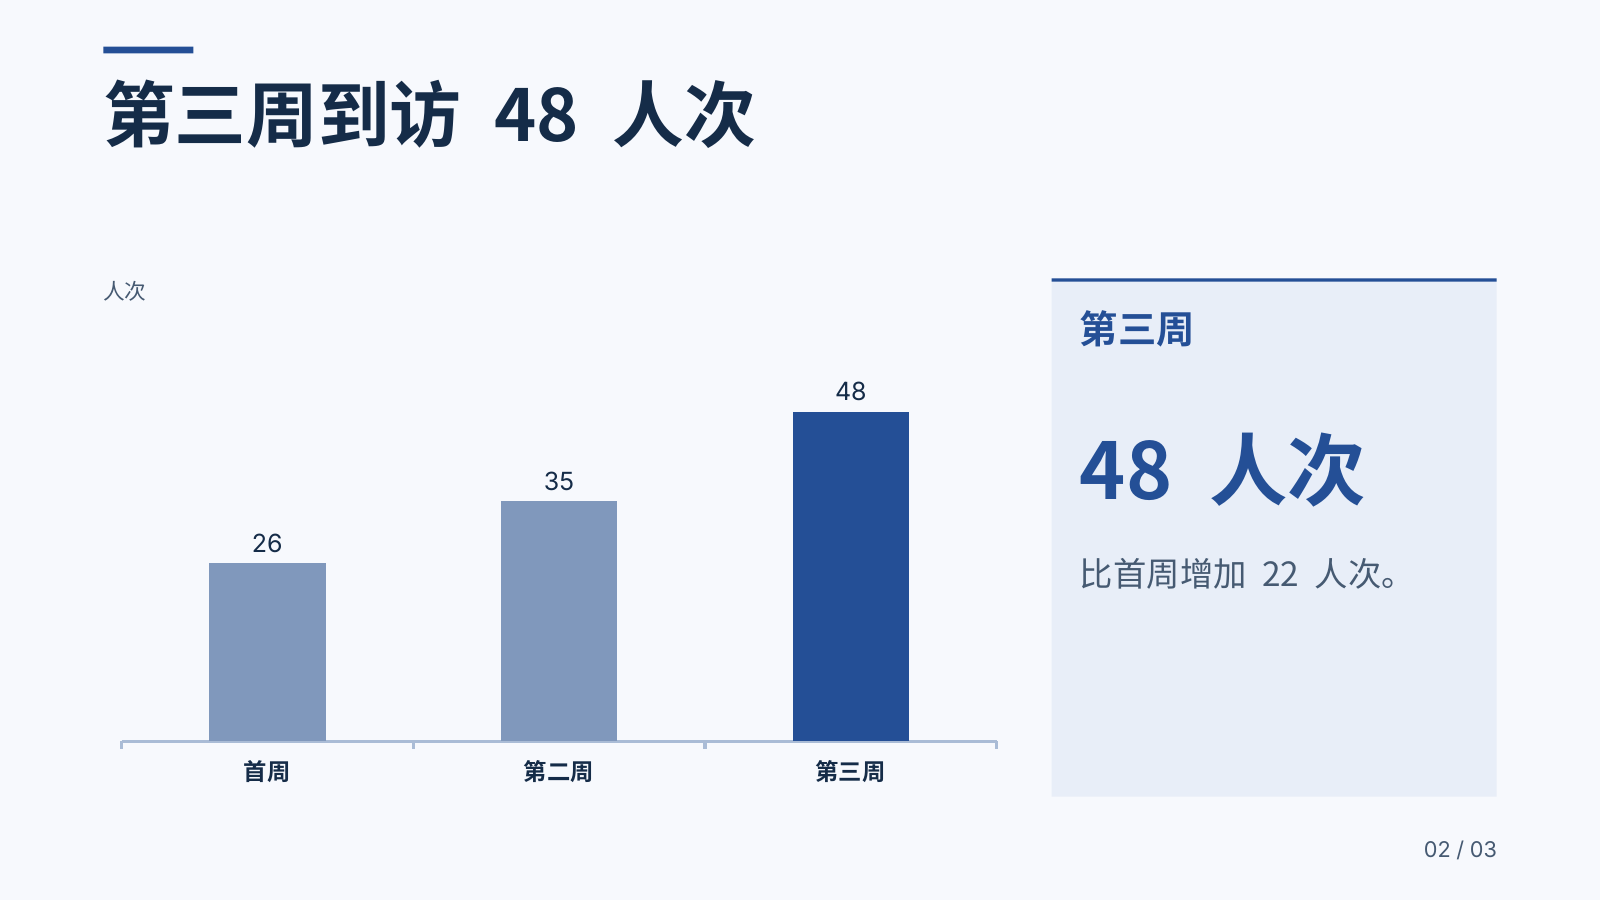 第三周到访 48 人次
人次
48
35
26
首周
第二周
第三周
第三周
48 人次
比首周增加 22 人次。
02 / 03